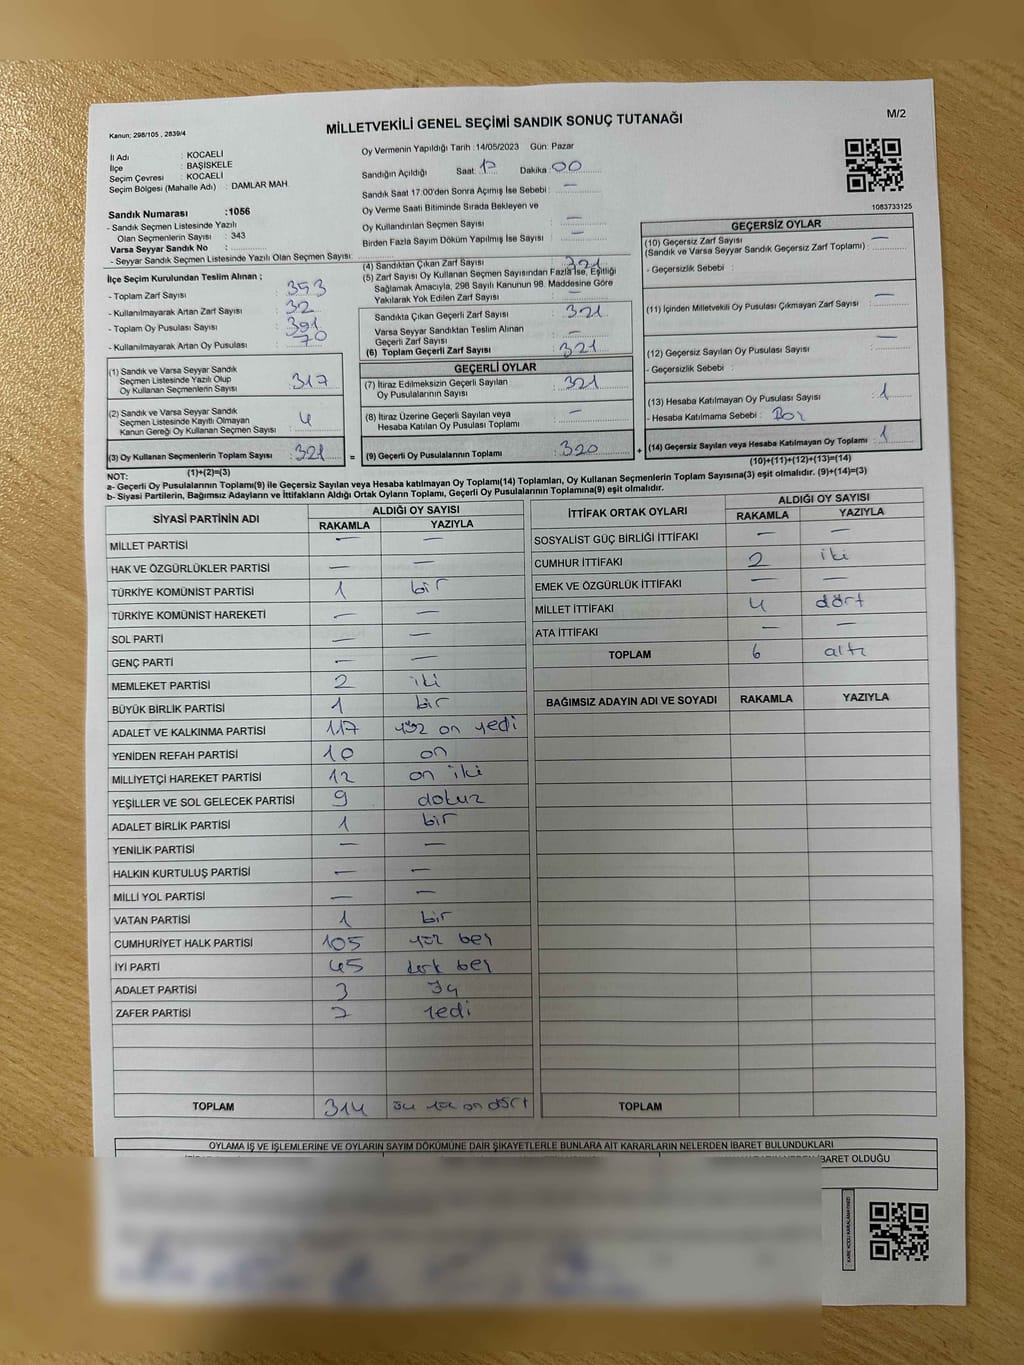 Kanun; 298/105 , 2839/4
MİLLETVEKİLİ GENEL SEÇİMİ SANDIK SONUÇ TUTANAĞI
M/2
İl Adı : KOCAELİ
İlçe : BAŞİSKELE
Seçim Çevresi : KOCAELİ
Seçim Bölgesi (Mahalle Adı) : DAMLAR MAH.
Sandık Numarası :1056
- Sandık Seçmen Listesinde Yazılı
Olan Seçmenlerin Sayısı : 343
Varsa Seyyar Sandık No :
- Seyyar Sandık Seçmen Listesinde Yazılı Olan Seçmen Sayısı:
Oy Vermenin Yapıldığı Tarih : 14/05/2023 Gün: Pazar
Sandığın Açıldığı Saat: Dakika: 00
Sandık Saat 17:00'den Sonra Açımış İse Sebebi : —
Oy Verme Saati Bitiminde Sırada Bekleyen ve
Oy Kullandırılan Seçmen Sayısı : —
Birden Fazla Sayım Döküm Yapılmış İse Sayısı : —
1083733125
İlçe Seçim Kurulundan Teslim Alınan ;
- Toplam Zarf Sayısı : 353
- Kullanılmayarak Artan Zarf Sayısı : 32
- Toplam Oy Pusulası Sayısı : 391
- Kullanılmayarak Artan Oy Pusulası : 70
(1) Sandık ve Varsa Seyyar Sandık
Seçmen Listesinde Yazılı Olup
Oy Kullanan Seçmenlerin Sayısı : 317
(2) Sandık ve Varsa Seyyar Sandık
Seçmen Listesinde Kayıtlı Olmayan
Kanun Gereği Oy Kullanan Seçmen Sayısı : 4
(3) Oy Kullanan Seçmenlerin Toplam Sayısı : 321
(1)+(2)=(3)
(4) Sandıktan Çıkan Zarf Sayısı : 321
(5) Zarf Sayısı Oy Kullanan Seçmen Sayısından Fazla İse, Eşitliği
Sağlamak Amacıyla, 298 Sayılı Kanunun 98. Maddesine Göre
Yakılarak Yok Edilen Zarf Sayısı : —
Sandıkta Çıkan Geçerli Zarf Sayısı : 321
Varsa Seyyar Sandıktan Teslim Alınan
Geçerli Zarf Sayısı : —
(6) Toplam Geçerli Zarf Sayısı 321
GEÇERLİ OYLAR
(7) İtiraz Edilmeksizin Geçerli Sayılan
Oy Pusulalarının Sayısı : 321
(8) İtiraz Üzerine Geçerli Sayılan veya
Hesaba Katılan Oy Pusulası Toplamı : —
= (9) Geçerli Oy Pusulalarının Toplamı : 320 +
GEÇERSİZ OYLAR
(10) Geçersiz Zarf Sayısı : —
(Sandık ve Varsa Seyyar Sandık Geçersiz Zarf Toplamı)
- Geçersizlik Sebebi :
(11) İçinden Milletvekili Oy Pusulası Çıkmayan Zarf Sayısı : —
(12) Geçersiz Sayılan Oy Pusulası Sayısı : —
- Geçersizlik Sebebi :
(13) Hesaba Katılmayan Oy Pusulası Sayısı : 1
- Hesaba Katılmama Sebebi : Boş
(14) Geçersiz Sayılan veya Hesaba Katılmayan Oy Toplamı : 1
(10)+(11)+(12)+(13)=(14)
NOT:
a- Geçerli Oy Pusulalarının Toplamı(9) ile Geçersiz Sayılan veya Hesaba katılmayan Oy Toplamı(14) Toplamları, Oy Kullanan Seçmenlerin Toplam Sayısına(3) eşit olmalıdır. (9)+(14)=(3)
b- Siyasi Partilerin, Bağımsız Adayların ve İttifakların Aldığı Ortak Oyların Toplamı, Geçerli Oy Pusulalarının Toplamına(9) eşit olmalıdır.
SİYASİ PARTİNİN ADI ALDIĞI OY SAYISI
RAKAMLA YAZIYLA
MİLLET PARTİSİ — —
HAK VE ÖZGÜRLÜKLER PARTİSİ — —
TÜRKİYE KOMÜNİST PARTİSİ 1 bir
TÜRKİYE KOMÜNİST HAREKETİ — —
SOL PARTİ — —
GENÇ PARTİ — —
MEMLEKET PARTİSİ 2 iki
BÜYÜK BİRLİK PARTİSİ 1 bir
ADALET VE KALKINMA PARTİSİ 117 yüz on yedi
YENİDEN REFAH PARTİSİ 10 on
MİLLİYETÇİ HAREKET PARTİSİ 12 on iki
YEŞİLLER VE SOL GELECEK PARTİSİ 9 dokuz
ADALET BİRLİK PARTİSİ 1 bir
YENİLİK PARTİSİ — —
HALKIN KURTULUŞ PARTİSİ — —
MİLLİ YOL PARTİSİ — —
VATAN PARTİSİ 1 bir
CUMHURİYET HALK PARTİSİ 105 yüz beş
İYİ PARTİ 45 kırk beş
ADALET PARTİSİ 3 üç
ZAFER PARTİSİ 7 yedi
TOPLAM 314 üç yüz on dört
İTTİFAK ORTAK OYLARI ALDIĞI OY SAYISI
RAKAMLA YAZIYLA
SOSYALİST GÜÇ BİRLİĞİ İTTİFAKI — —
CUMHUR İTTİFAKI 2 iki
EMEK VE ÖZGÜRLÜK İTTİFAKI — —
MİLLET İTTİFAKI 4 dört
ATA İTTİFAKI — —
TOPLAM 6 altı
BAĞIMSIZ ADAYIN ADI VE SOYADI RAKAMLA YAZIYLA
TOPLAM
OYLAMA İŞ VE İŞLEMLERİNE VE OYLARIN SAYIM DÖKÜMÜNE DAİR ŞİKAYETLERLE BUNLARA AİT KARARLARIN NELERDEN İBARET BULUNDUKLARI
İBARET OLDUĞU